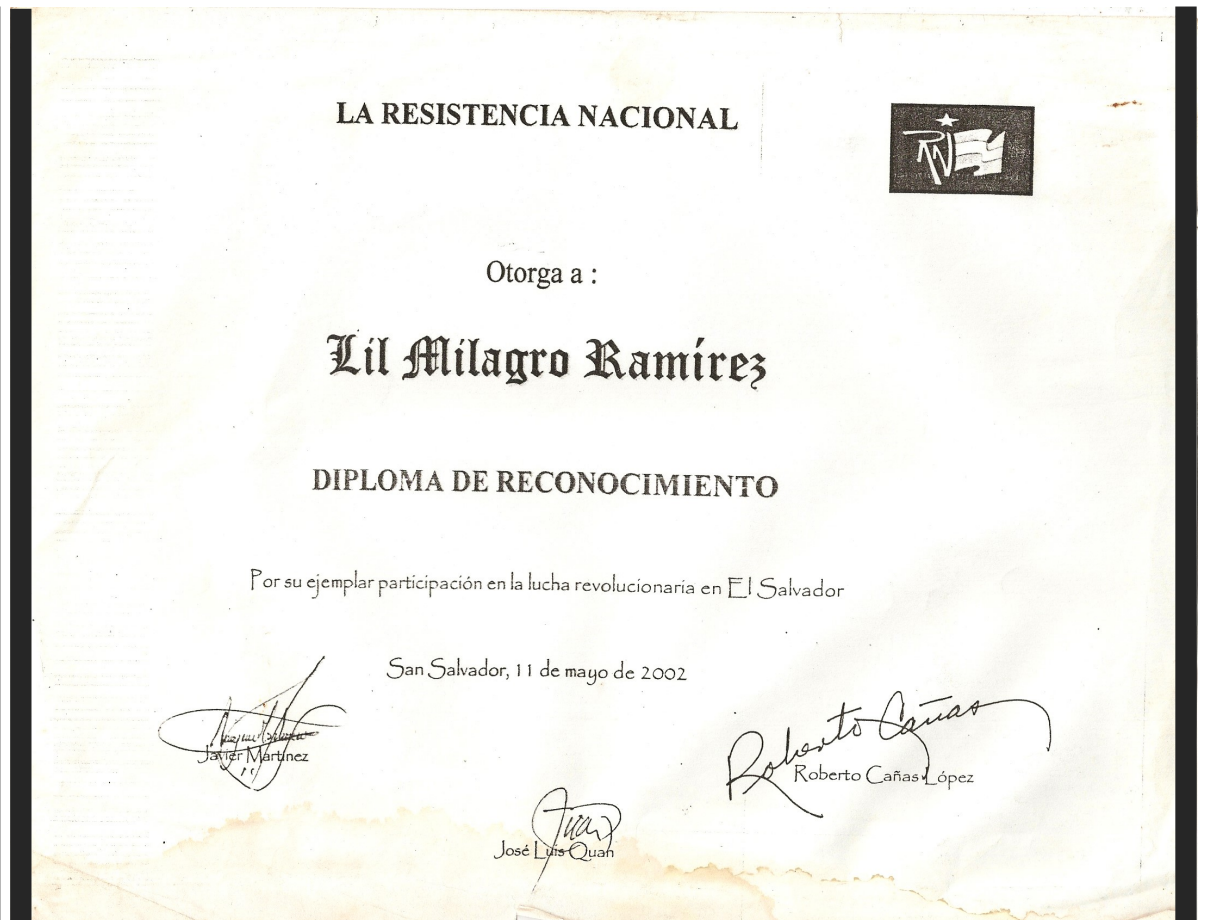 LA RESISTENCIA NACIONAL
RN
Otorga a :
Lil Milagro Ramírez
DIPLOMA DE RECONOCIMIENTO
Por su ejemplar participación en la lucha revolucionaria en El Salvador
San Salvador, 11 de mayo de 2002
Javier Martínez
Roberto Cañas
Roberto Cañas López
José Luis Quan